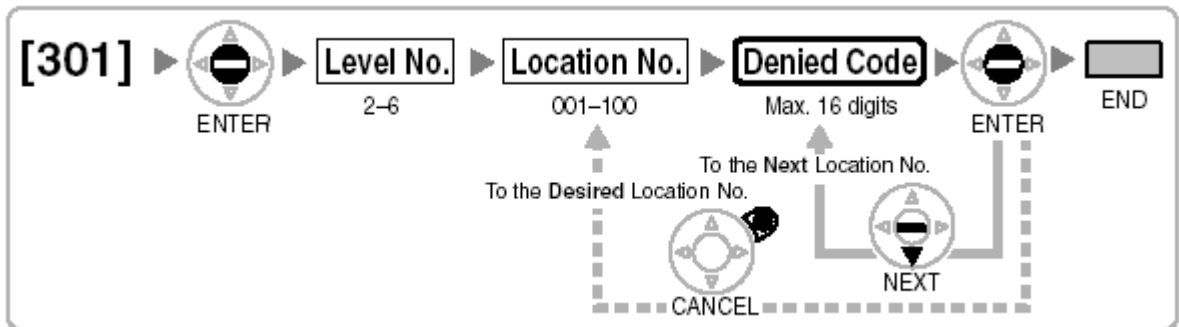 [301] Level No. Location No. Denied Code
ENTER 2–6 001–100 Max. 16 digits ENTER END
To the Next Location No.
To the Desired Location No.
NEXT
CANCEL